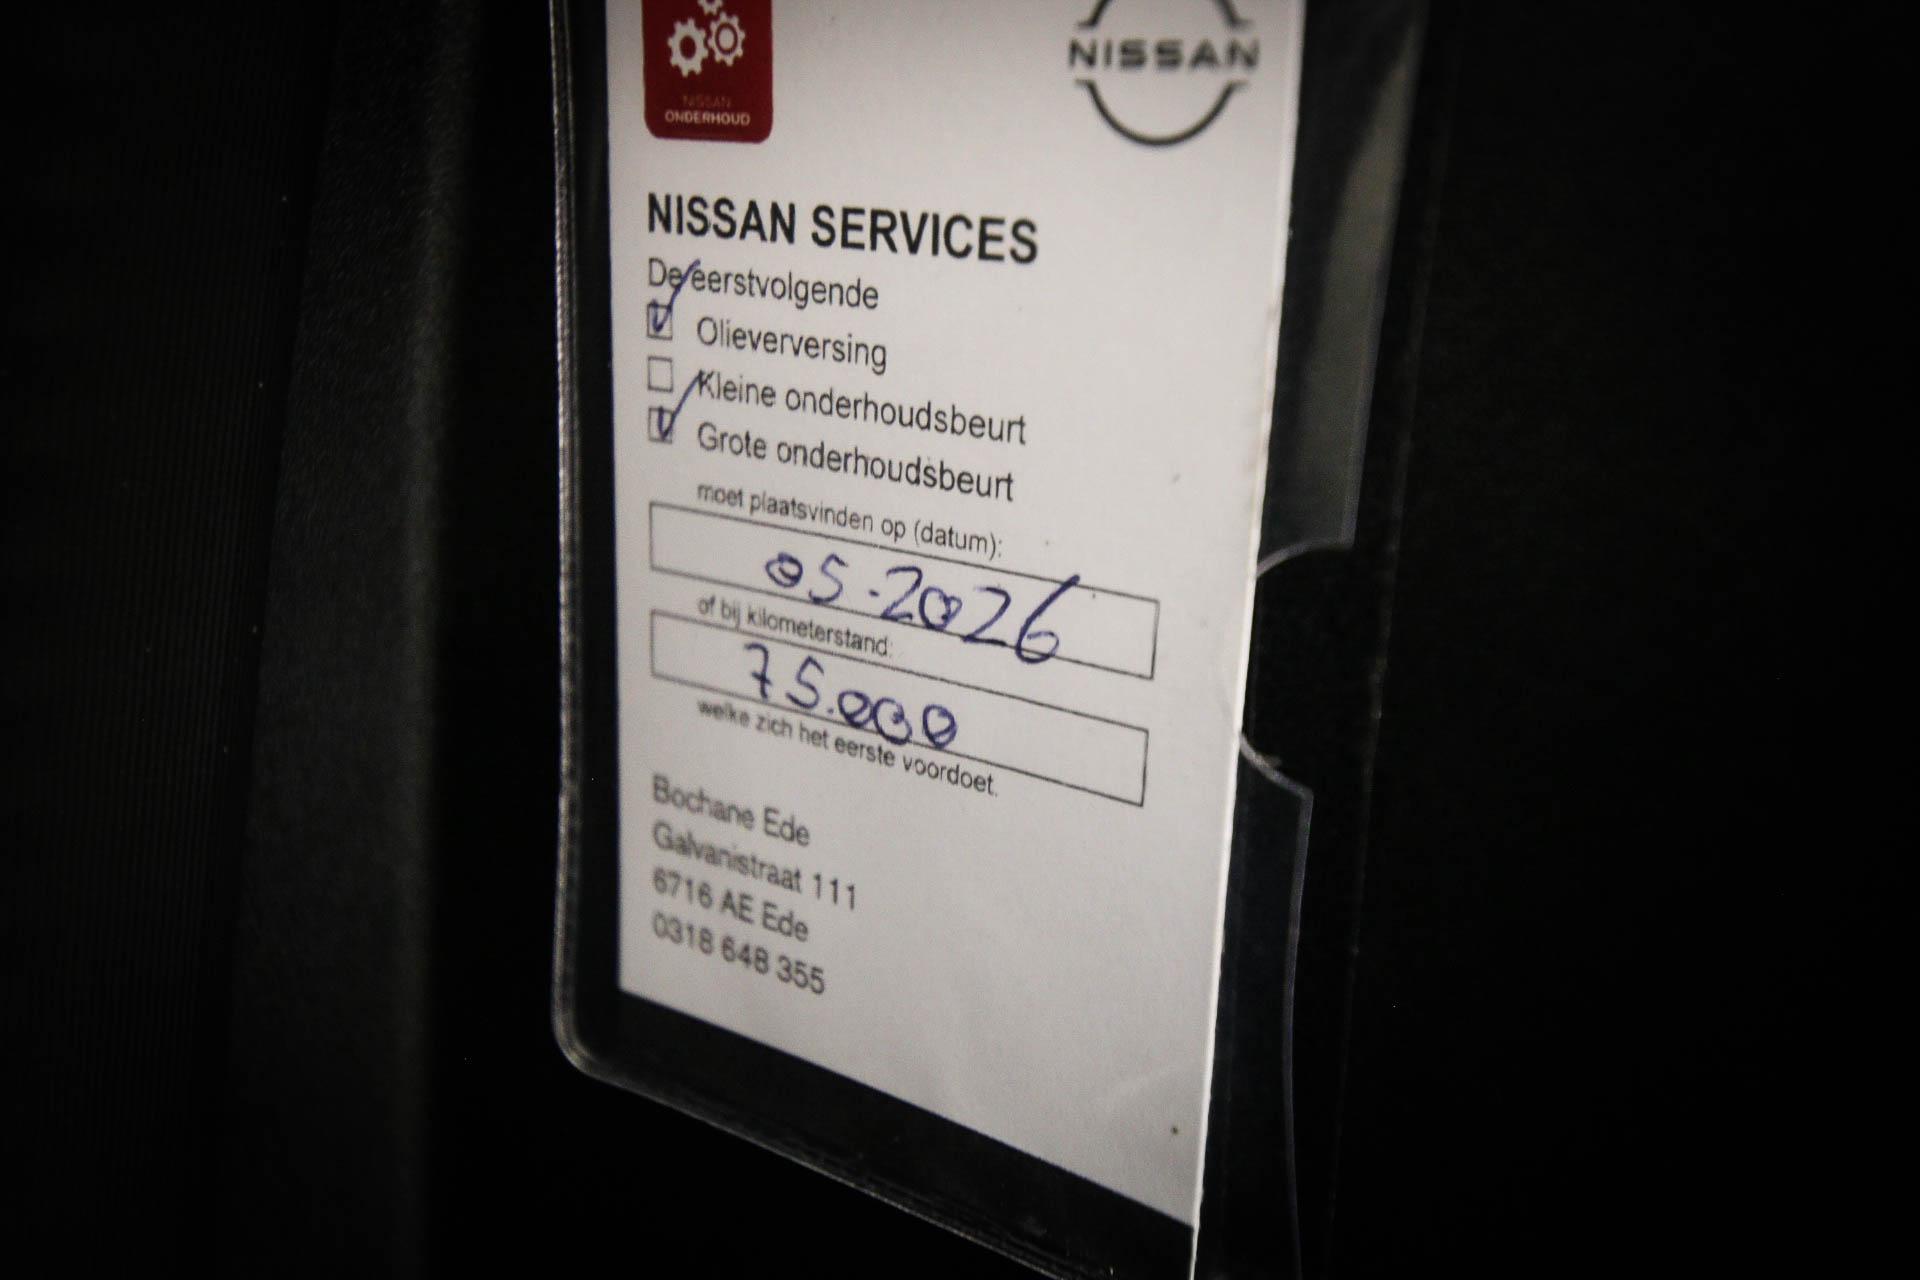 NISSAN
ONDERHOUD
NISSAN
NISSAN SERVICES
De eerstvolgende
Olieverversing
Kleine onderhoudsbeurt
Grote onderhoudsbeurt
moet plaatsvinden op (datum):
05-2026
of bij kilometerstand:
75.000
welke zich het eerste voordoet.
Bochane Ede
Galvanistraat 111
6716 AE Ede
0318 648 355